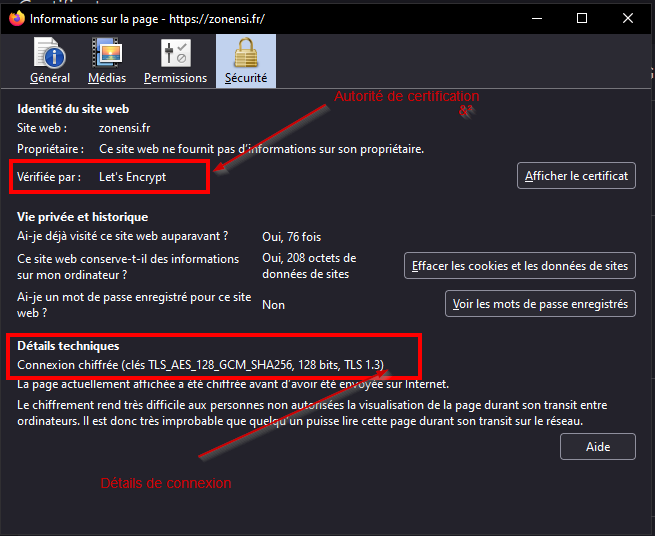 Informations sur la page - https://zonensi.fr/
Général Médias Permissions Sécurité
Autorité de certification
Identité du site web
Site web : zonensi.fr
Propriétaire : Ce site web ne fournit pas d'informations sur son propriétaire.
Vérifiée par : Let's Encrypt
Afficher le certificat
Vie privée et historique
Ai-je déjà visité ce site web auparavant ? Oui, 76 fois
Ce site web conserve-t-il des informations
sur mon ordinateur ?
Oui, 208 octets de
données de sites
Effacer les cookies et les données de sites
Ai-je un mot de passe enregistré pour ce site
web ?
Non
Voir les mots de passe enregistrés
Détails techniques
Connexion chiffrée (clés TLS_AES_128_GCM_SHA256, 128 bits, TLS 1.3)
La page actuellement affichée a été chiffrée avant d'avoir été envoyée sur Internet.
Le chiffrement rend très difficile aux personnes non autorisées la visualisation de la page durant son transit entre
ordinateurs. Il est donc très improbable que quelqu'un puisse lire cette page durant son transit sur le réseau.
Aide
Détails de connexion